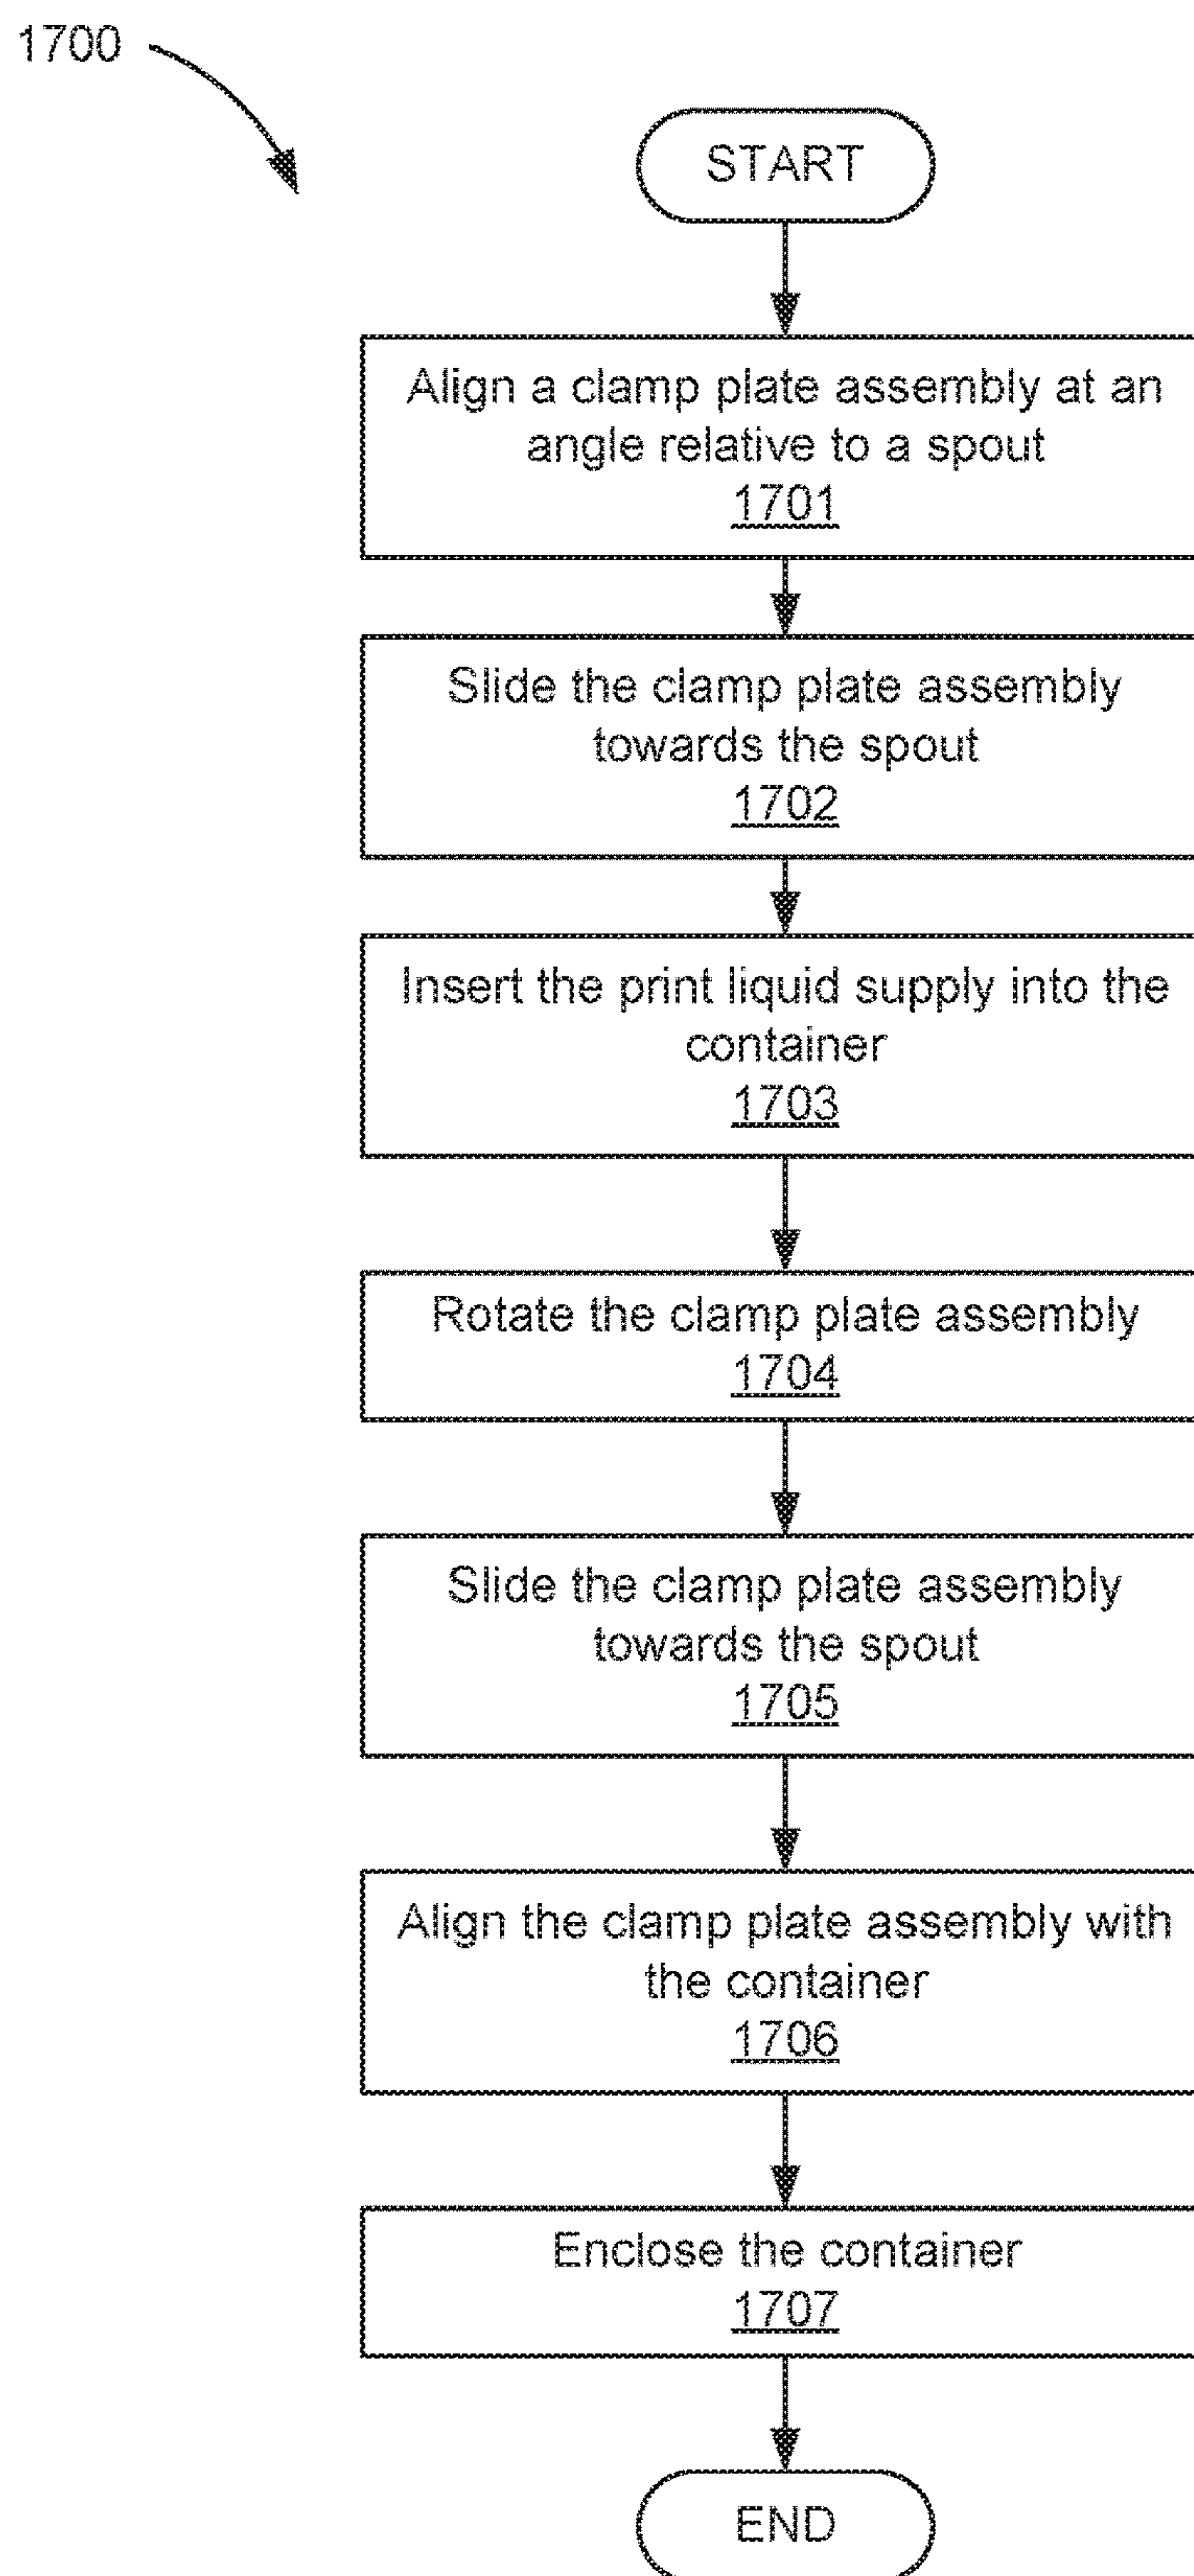 1700
START
Align a clamp plate assembly at an
angle relative to a spout
1701
Slide the clamp plate assembly
towards the spout
1702
Insert the print liquid supply into the
container
1703
Rotate the clamp plate assembly
1704
Slide the clamp plate assembly
towards the spout
1705
Align the clamp plate assembly with
the container
1706
Enclose the container
1707
END